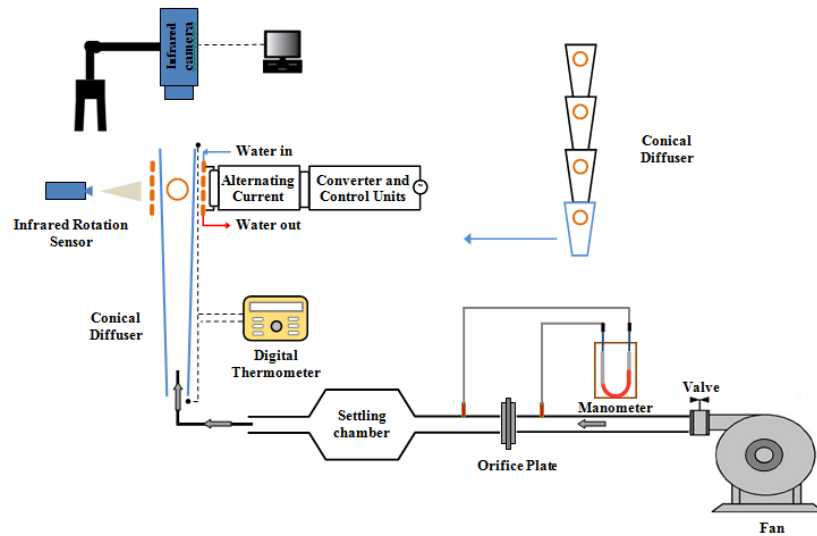 Infrared
camera
Water in
Alternating
Current
Converter and
Control Units
~
Water out
Infrared Rotation
Sensor
Conical
Diffuser
Conical
Diffuser
Digital
Thermometer
Settling
chamber
Manometer
Valve
Orifice Plate
Fan